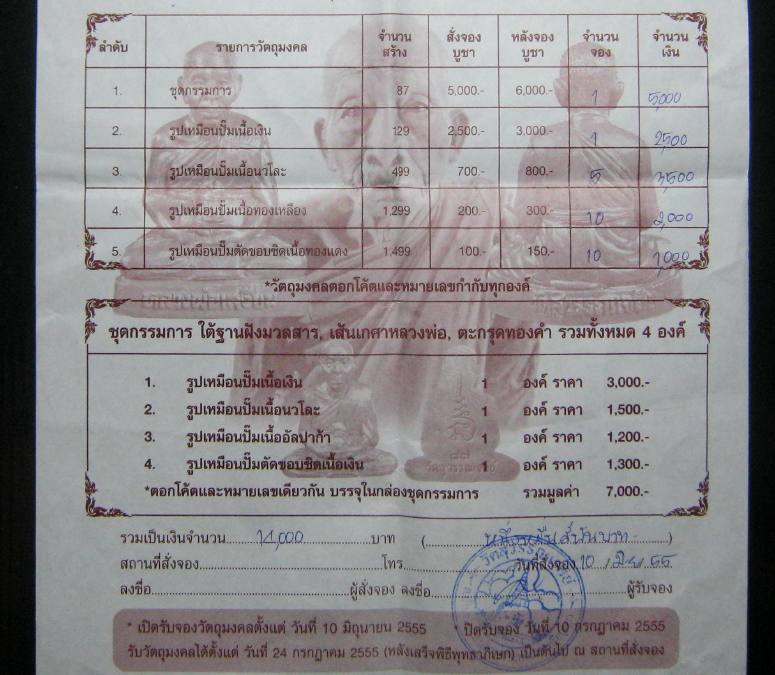 ลำดับ รายการวัตถุมงคล จำนวนสร้าง สั่งจองบูชา หลังจองบูชา จำนวนจอง จำนวนเงิน
1. ชุดกรรมการ 87 5,000.- 6,000.- 1 5,000
2. รูปเหมือนปั๊มเนื้อเงิน 129 2,500.- 3,000.- 1 2,500
3. รูปเหมือนปั๊มเนื้อนวโละ 499 700.- 800.- 5 3,500
4. รูปเหมือนปั๊มเนื้อทองเหลือง 1,299 200.- 300.- 10 2,000
5. รูปเหมือนปั๊มตัดขอบชิดเนื้อทองแดง 1,499 100.- 150.- 10 1,000
*วัตถุมงคลตอกโค๊ตและหมายเลขกำกับทุกองค์
ชุดกรรมการ ใต้ฐานฝังมวลสาร, เส้นเกศาหลวงพ่อ, ตะกรุดทองคำ รวมทั้งหมด 4 องค์
1. รูปเหมือนปั๊มเนื้อเงิน 1 องค์ ราคา 3,000.-
2. รูปเหมือนปั๊มเนื้อนวโละ 1 องค์ ราคา 1,500.-
3. รูปเหมือนปั๊มเนื้ออัลปาก้า 1 องค์ ราคา 1,200.-
4. รูปเหมือนปั๊มตัดขอบชิดเนื้อเงิน 1 องค์ ราคา 1,300.-
*ตอกโค๊ตและหมายเลขเดียวกัน บรรจุในกล่องชุดกรรมการ รวมมูลค่า 7,000.-
รวมเป็นเงินจำนวน 14,000 บาท ( หนึ่งหมื่นสี่พันบาท- )
สถานที่สั่งจอง โทร. วันที่สั่งจอง 10 มิย 55
ลงชื่อ ผู้สั่งจอง ลงชื่อ ผู้รับจอง
* เปิดรับจองวัตถุมงคลตั้งแต่ วันที่ 10 มิถุนายน 2555 * ปิดรับจอง วันที่ 10 กรกฎาคม 2555
รับวัตถุมงคลได้ตั้งแต่ วันที่ 24 กรกฎาคม 2555 (หลังเสร็จพิธีพุทธาภิเษก) เป็นต้นไป ณ สถานที่สั่งจอง